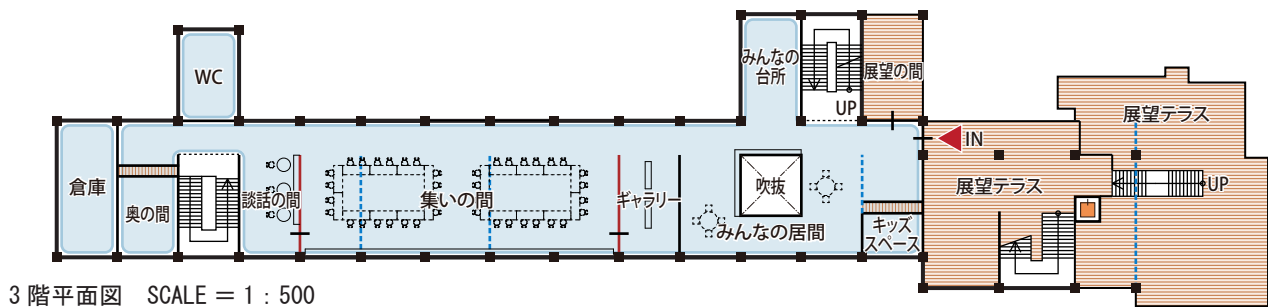 WC
みんなの
台所
展望の間
UP
展望テラス
IN
倉庫
奥の間
談話の間
集いの間
ギャラリー
吹抜
みんなの居間
キッズ
スペース
展望テラス
UP
3階平面図 SCALE = 1:500